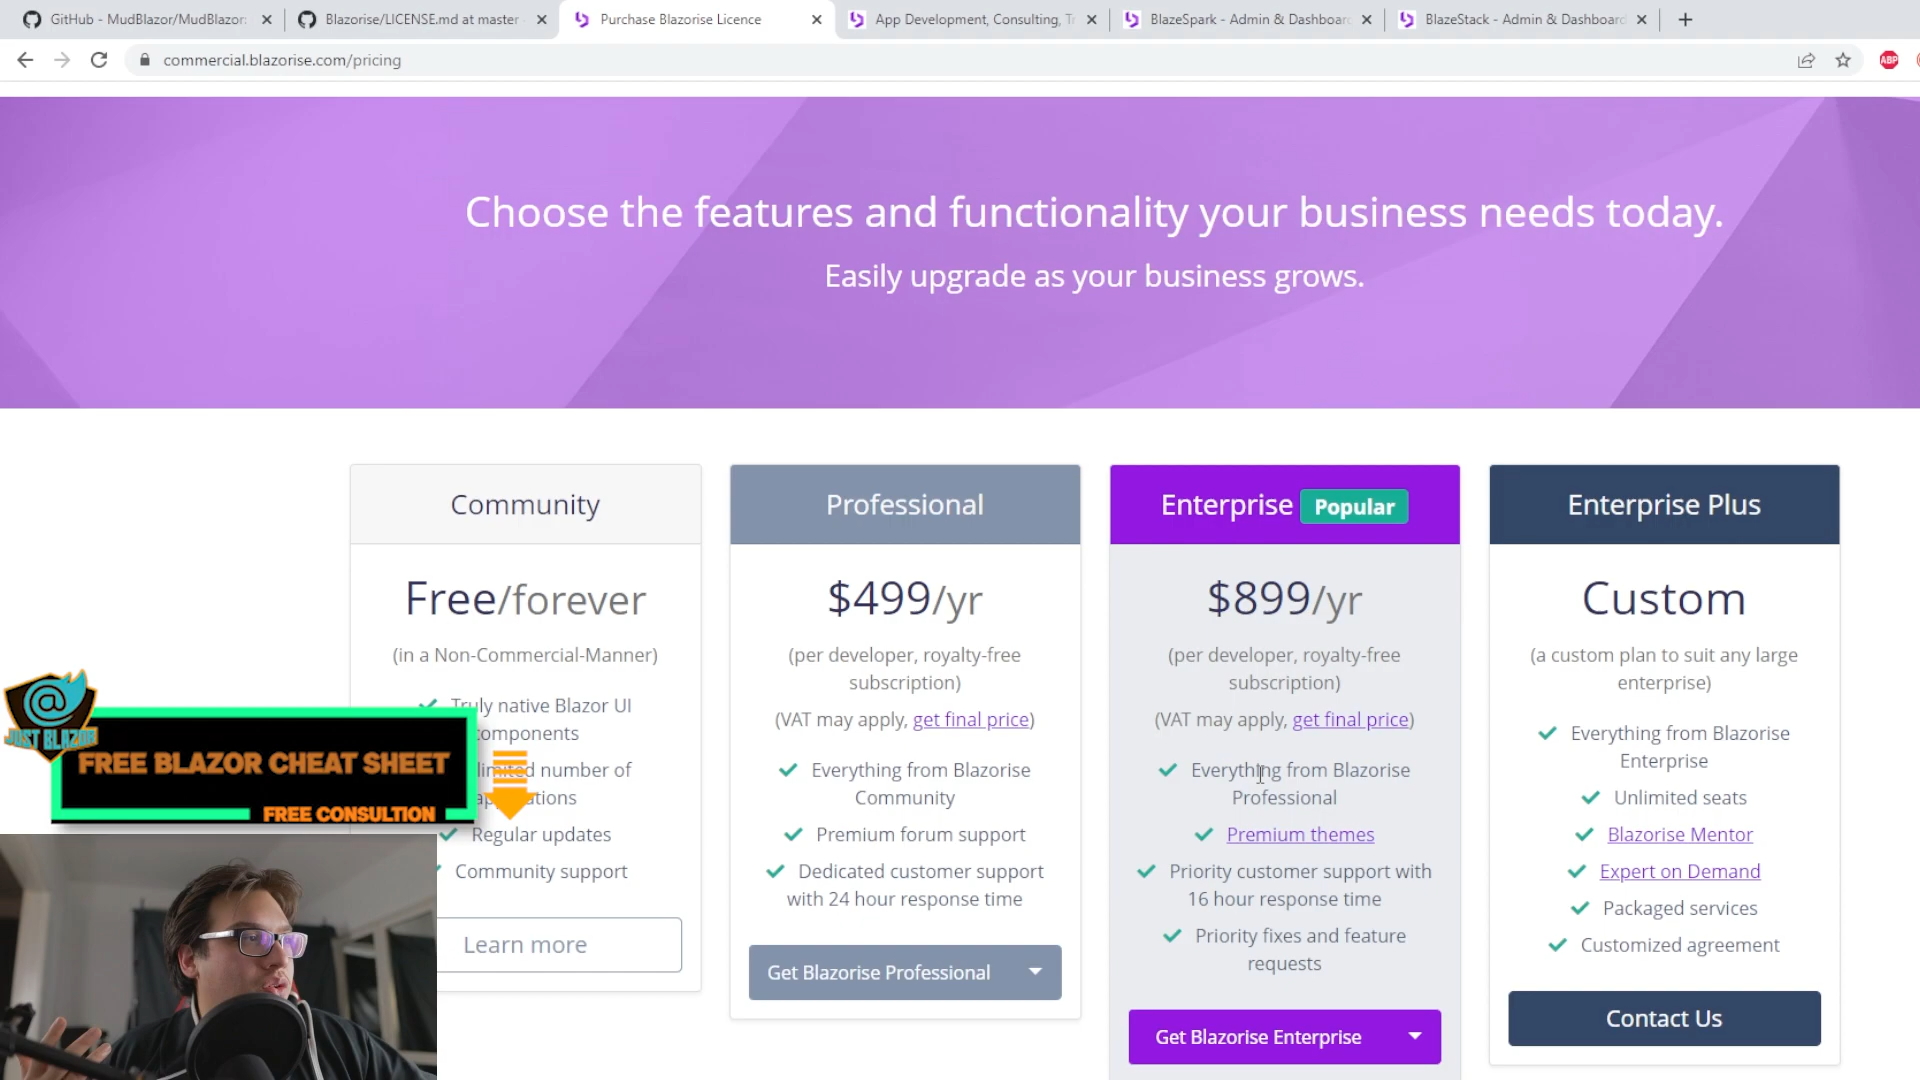 GitHub - MudBlazor/MudBlazor:
Blazorise/LICENSE.md at master
Purchase Blazorise Licence
App Development, Consulting, Tr
BlazeSpark - Admin & Dashboard
BlazeStack - Admin & Dashboard
commercial.blazorise.com/pricing
ABP
Choose the features and functionality your business needs today.
Easily upgrade as your business grows.
Community
Free/forever
(in a Non-Commercial-Manner)
Truly native Blazor UI
components
limited number of
Regular updates
Community support
Learn more
Professional
$499/yr
(per developer, royalty-free
subscription)
(VAT may apply, get final price)
Everything from Blazorise
Community
Premium forum support
Dedicated customer support
with 24 hour response time
Get Blazorise Professional
Enterprise Popular
$899/yr
(per developer, royalty-free
subscription)
(VAT may apply, get final price)
Everything from Blazorise
Professional
Premium themes
Priority customer support with
16 hour response time
Priority fixes and feature
requests
Get Blazorise Enterprise
Enterprise Plus
Custom
(a custom plan to suit any large
enterprise)
Everything from Blazorise
Enterprise
Unlimited seats
Blazorise Mentor
Expert on Demand
Packaged services
Customized agreement
Contact Us
@
JUST BLAZOR
FREE BLAZOR CHEAT SHEET
FREE CONSULTION